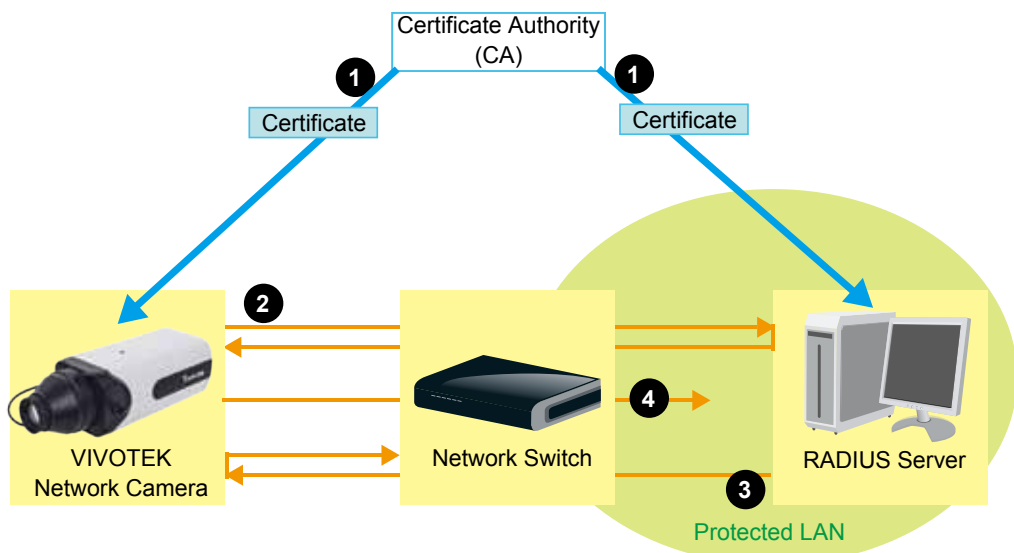 Certificate Authority
(CA)
1
1
Certificate
Certificate
2
4
VIVOTEK
Network Camera
Network Switch
RADIUS Server
3
Protected LAN